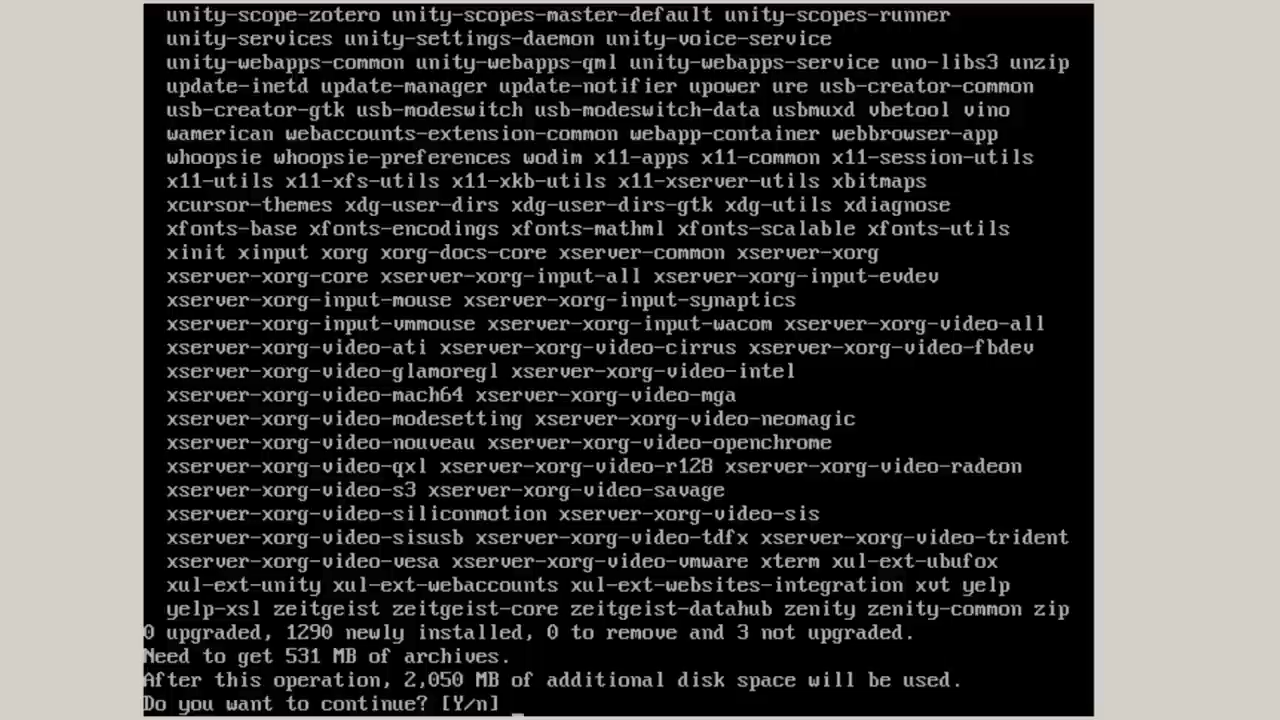 unity-scope-zotero unity-scopes-master-default unity-scopes-runner
unity-services unity-settings-daemon unity-voice-service
unity-webapps-common unity-webapps-qml unity-webapps-service uno-libs3 unzip
update-inetd update-manager update-notifier upower ure usb-creator-common
usb-creator-gtk usb-modeswitch usb-modeswitch-data usbmuxd vbetool vino
wamerican webaccounts-extension-common webapp-container webbrowser-app
whoopsie whoopsie-preferences wodim x11-apps x11-common x11-session-utils
x11-utils x11-xfs-utils x11-xkb-utils x11-xserver-utils xbitmaps
xcursor-themes xdg-user-dirs xdg-user-dirs-gtk xdg-utils xdiagnose
xfonts-base xfonts-encodings xfonts-mathml xfonts-scalable xfonts-utils
xinit xinput xorg xorg-docs-core xserver-common xserver-xorg
xserver-xorg-core xserver-xorg-input-all xserver-xorg-input-evdev
xserver-xorg-input-mouse xserver-xorg-input-synaptics
xserver-xorg-input-vmmouse xserver-xorg-input-wacom xserver-xorg-video-all
xserver-xorg-video-ati xserver-xorg-video-cirrus xserver-xorg-video-fbdev
xserver-xorg-video-glamoregl xserver-xorg-video-intel
xserver-xorg-video-mach64 xserver-xorg-video-mga
xserver-xorg-video-modesetting xserver-xorg-video-neomagic
xserver-xorg-video-nouveau xserver-xorg-video-openchrome
xserver-xorg-video-qxl xserver-xorg-video-r128 xserver-xorg-video-radeon
xserver-xorg-video-s3 xserver-xorg-video-savage
xserver-xorg-video-siliconmotion xserver-xorg-video-sis
xserver-xorg-video-sisusb xserver-xorg-video-tdfx xserver-xorg-video-trident
xserver-xorg-video-vesa xserver-xorg-video-vmware xterm xul-ext-ubufox
xul-ext-unity xul-ext-webaccounts xul-ext-websites-integration xvt yelp
yelp-xsl zeitgeist zeitgeist-core zeitgeist-datahub zenity zenity-common zip
0 upgraded, 1290 newly installed, 0 to remove and 3 not upgraded.
Need to get 531 MB of archives.
After this operation, 2,050 MB of additional disk space will be used.
Do you want to continue? [Y/n] _